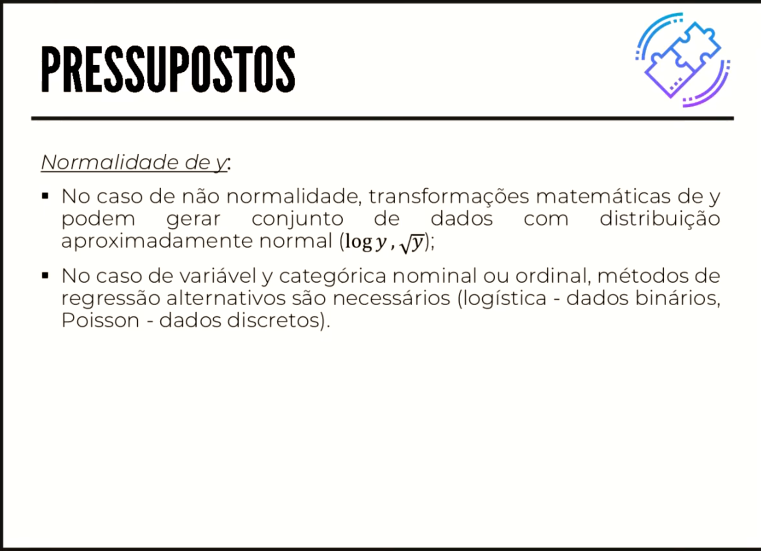 PRESSUPOSTOS
Normalidade de y:
▪ No caso de não normalidade, transformações matemáticas de y
podem gerar conjunto de dados com distribuição
aproximadamente normal (log y , √y);
▪ No caso de variável y categórica nominal ou ordinal, métodos de
regressão alternativos são necessários (logística - dados binários,
Poisson - dados discretos).